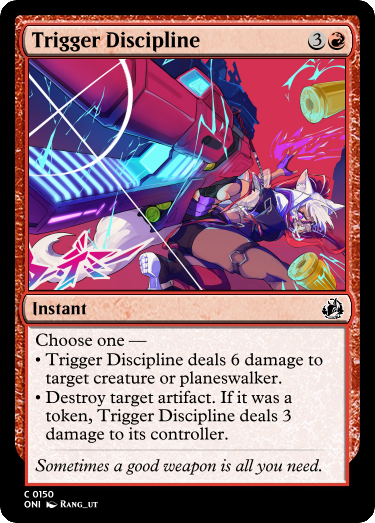 Trigger Discipline 3
Instant
Choose one —
• Trigger Discipline deals 6 damage to
target creature or planeswalker.
• Destroy target artifact. If it was a
token, Trigger Discipline deals 3
damage to its controller.
Sometimes a good weapon is all you need.
C 0150
ONI RANG_UT